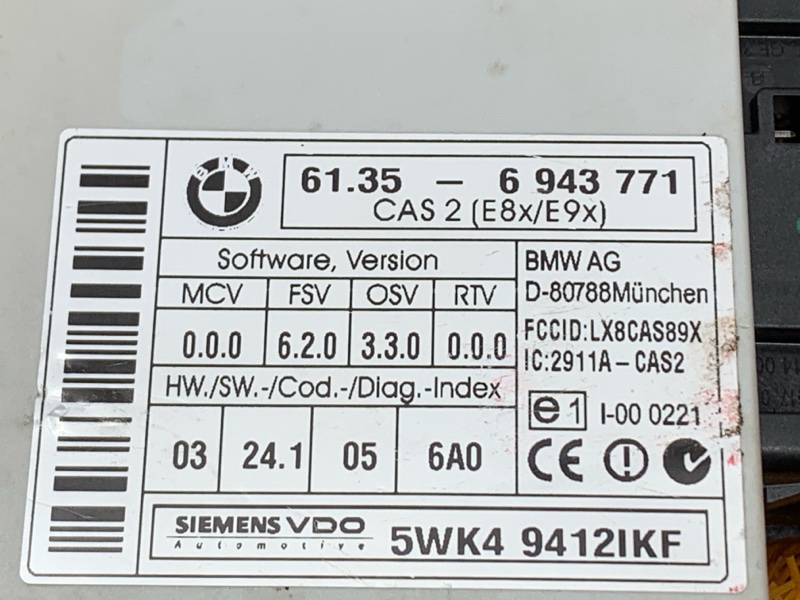 BMW
61.35 - 6 943 771
CAS 2 (E8x/E9x)
Software, Version
MCV FSV OSV RTV
0.0.0 6.2.0 3.3.0 0.0.0
HW./SW.-/Cod.-/Diag.-Index
03 24.1 05 6A0
BMW AG
D-80788München
FCCID:LX8CAS89X
IC:2911A-CAS2
e1 I-00 0221
CE
SIEMENS VDO
Automotive
5WK4 9412IKF